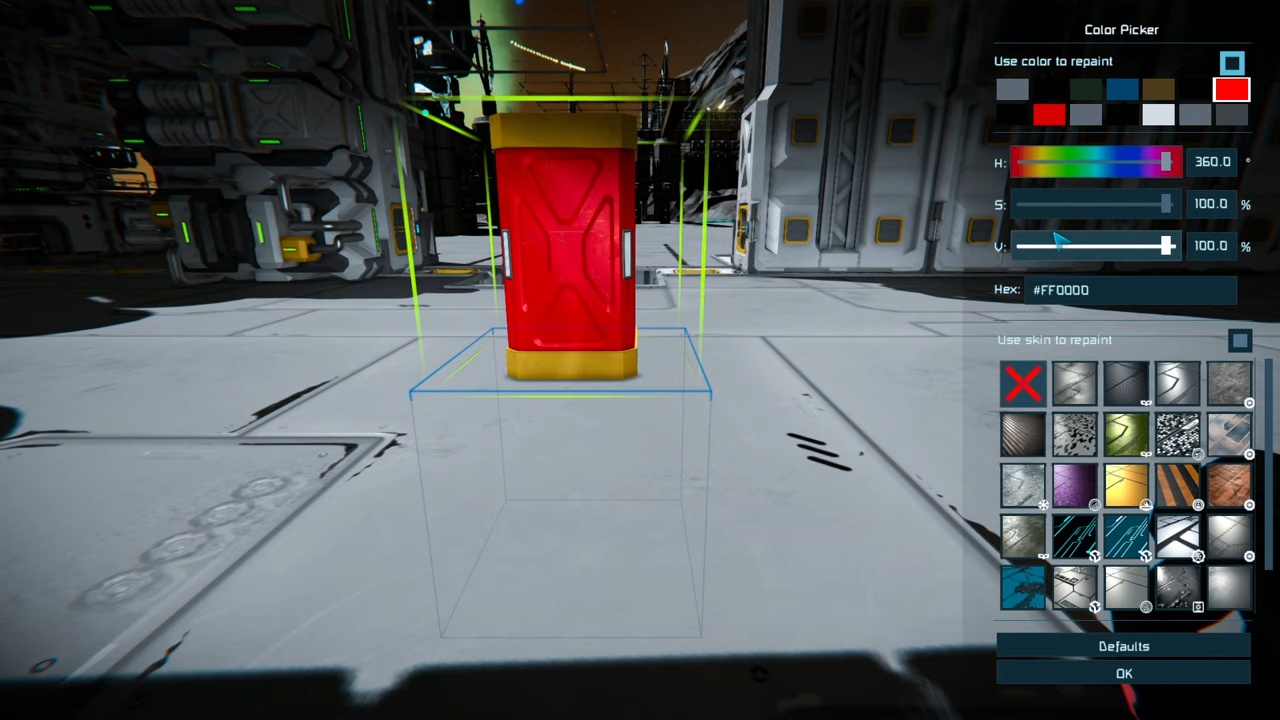 Color Picker
Use color to repaint
H: 360.0 °
S: 100.0 %
V: 100.0 %
Hex: #FF0000
Use skin to repaint
Defaults
OK